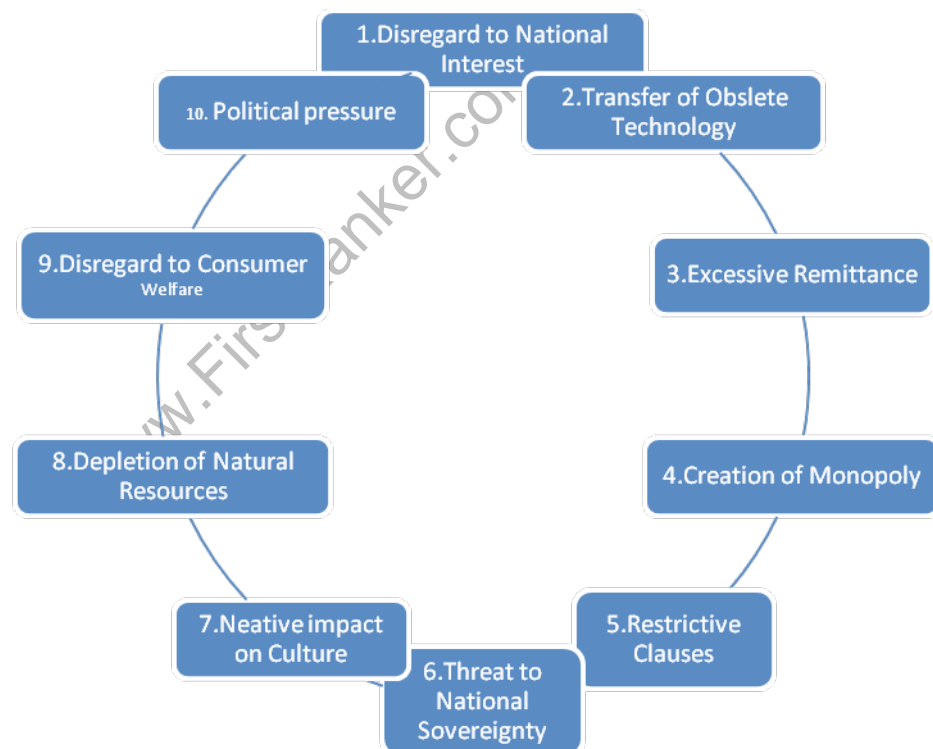 1.Disregard to National
Interest
2.Transfer of Obslete
Technology
3.Excessive Remittance
4.Creation of Monopoly
5.Restrictive
Clauses
6.Threat to
National
Sovereignty
7.Neative impact
on Culture
8.Depletion of Natural
Resources
9.Disregard to Consumer
Welfare
10. Political pressure